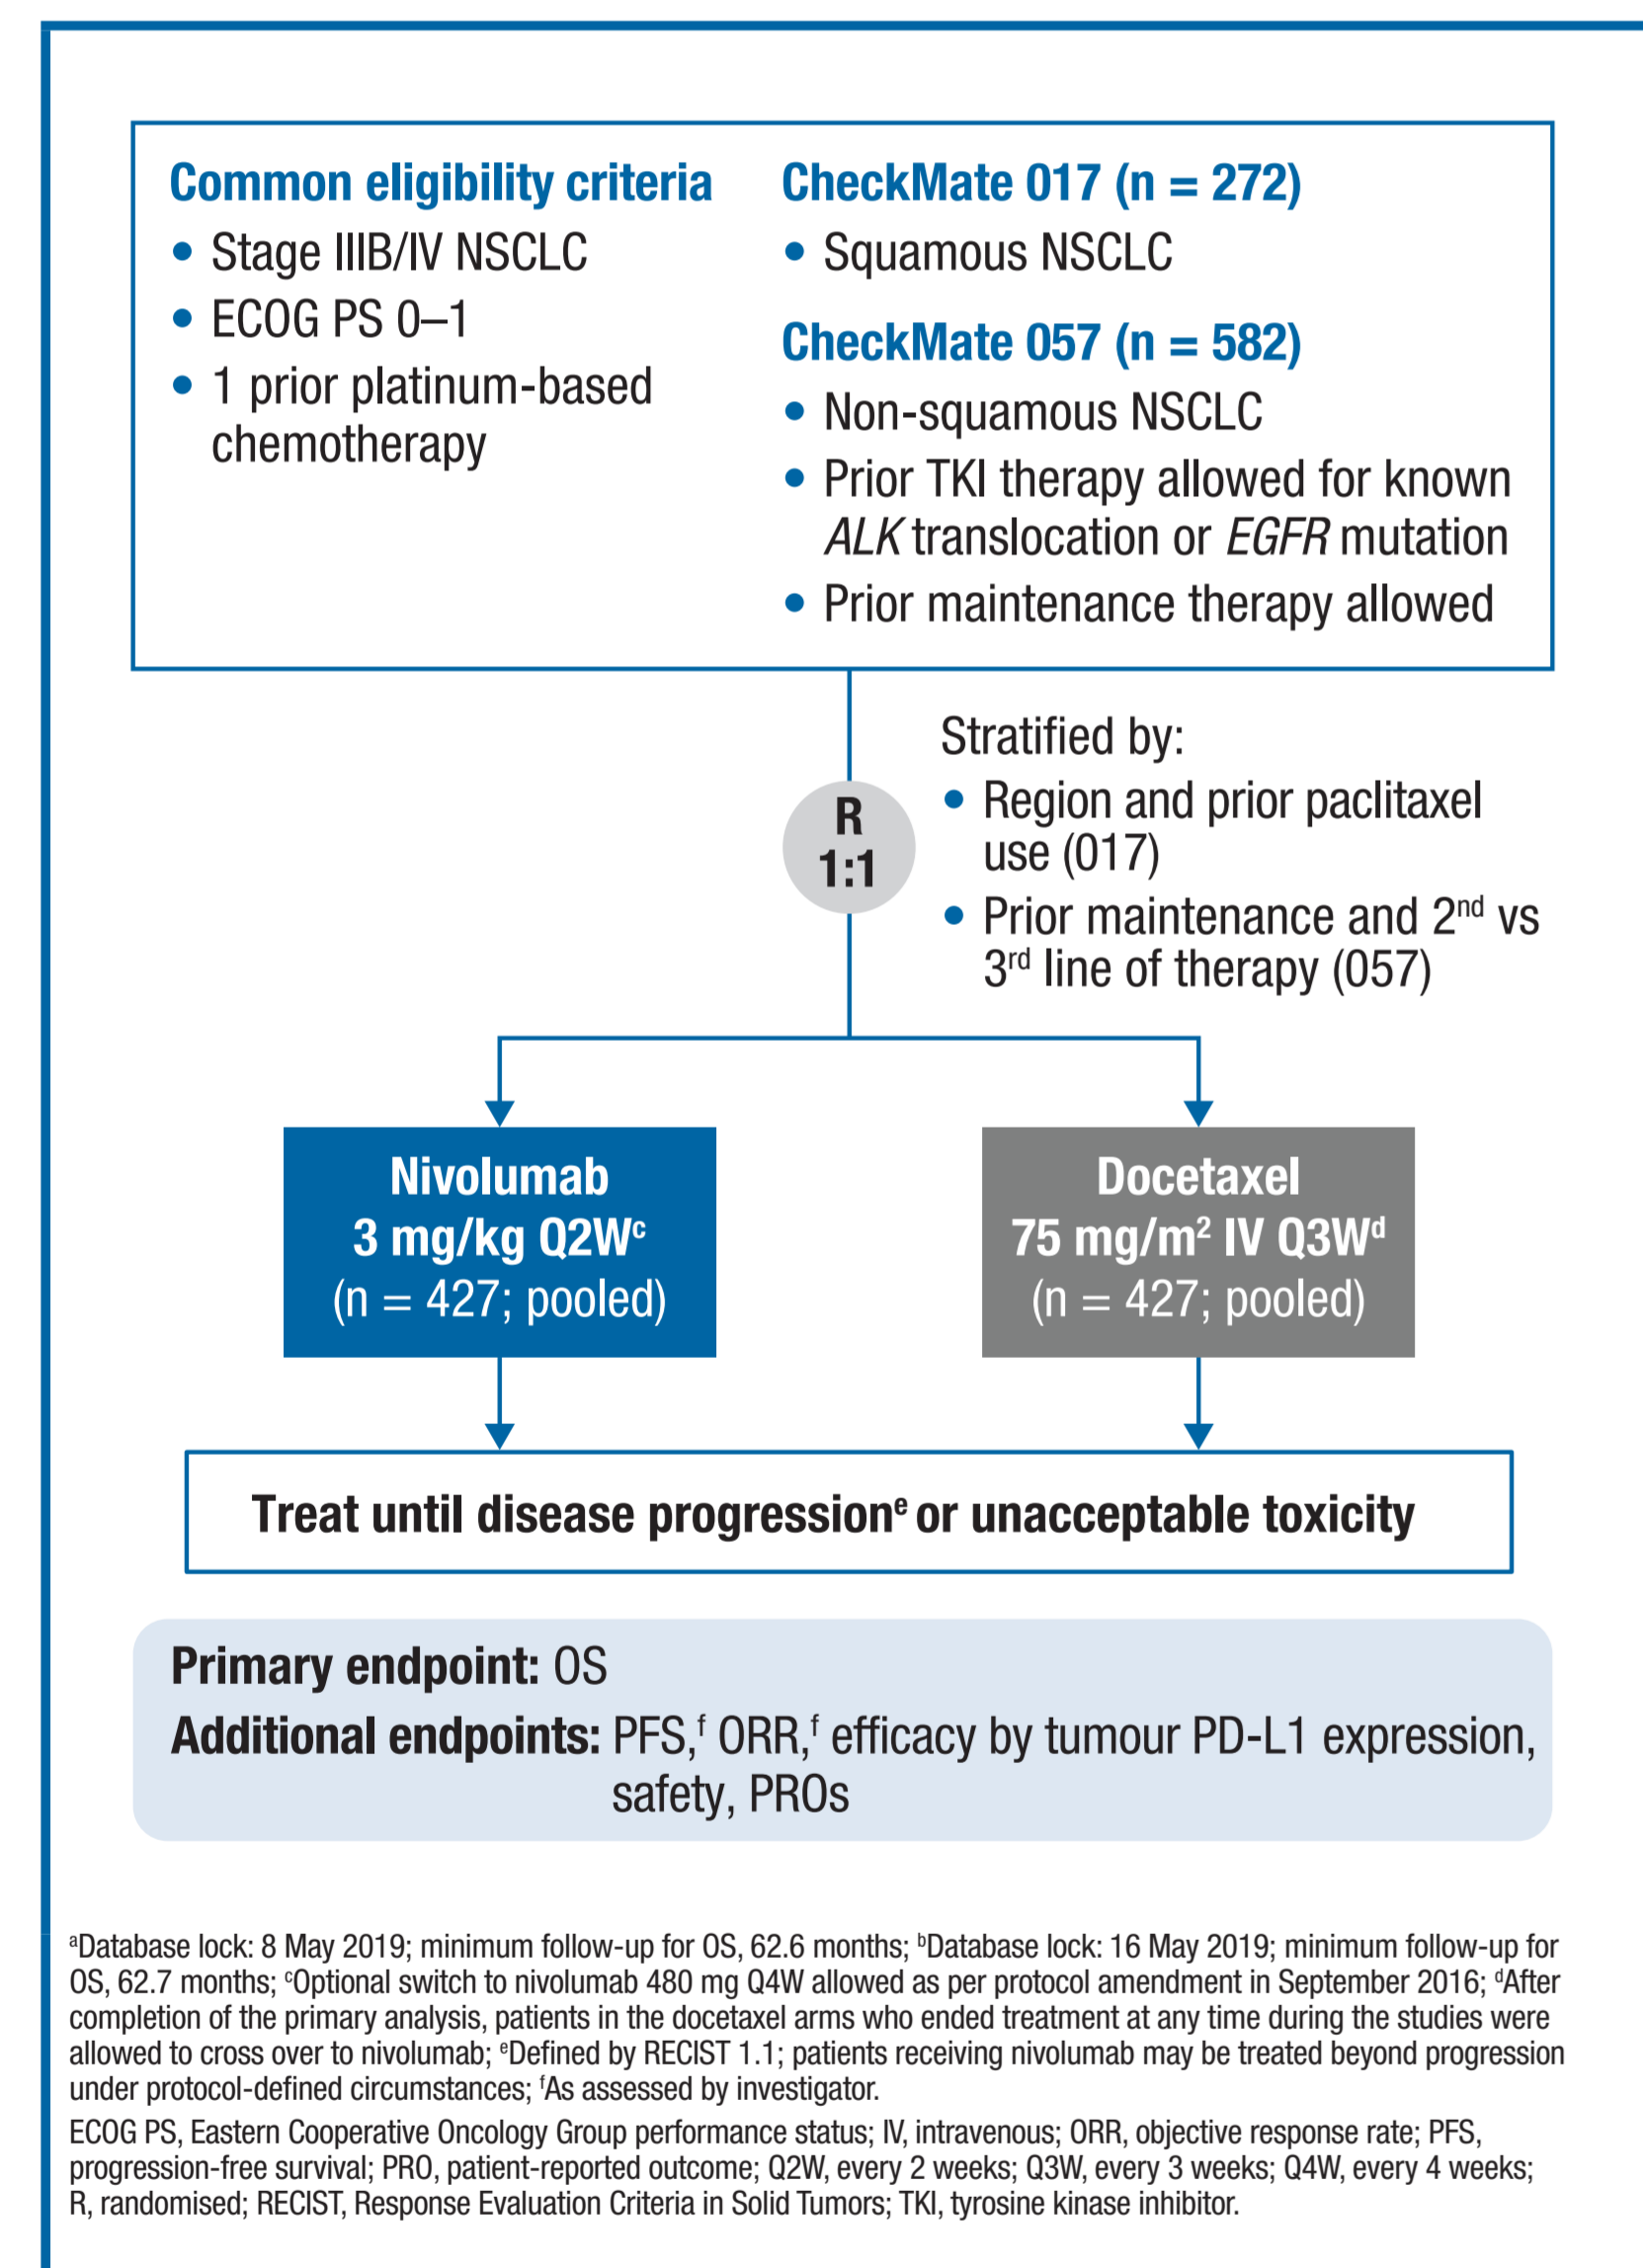 Common eligibility criteria
• Stage IIIB/IV NSCLC
• ECOG PS 0–1
• 1 prior platinum-based
chemotherapy
CheckMate 017 (n = 272)
• Squamous NSCLC
CheckMate 057 (n = 582)
• Non-squamous NSCLC
• Prior TKI therapy allowed for known
ALK translocation or EGFR mutation
• Prior maintenance therapy allowed
R
1:1
Stratified by:
• Region and prior paclitaxel
use (017)
• Prior maintenance and 2nd vs
3rd line of therapy (057)
Nivolumab
3 mg/kg Q2Wᶜ
(n = 427; pooled)
Docetaxel
75 mg/m² IV Q3Wᵈ
(n = 427; pooled)
Treat until disease progressionᵉ or unacceptable toxicity
Primary endpoint: OS
Additional endpoints: PFS,ᶠ ORR,ᶠ efficacy by tumour PD-L1 expression,
safety, PROs
ᵃDatabase lock: 8 May 2019; minimum follow-up for OS, 62.6 months; ᵇDatabase lock: 16 May 2019; minimum follow-up for
OS, 62.7 months; ᶜOptional switch to nivolumab 480 mg Q4W allowed as per protocol amendment in September 2016; ᵈAfter
completion of the primary analysis, patients in the docetaxel arms who ended treatment at any time during the studies were
allowed to cross over to nivolumab; ᵉDefined by RECIST 1.1; patients receiving nivolumab may be treated beyond progression
under protocol-defined circumstances; ᶠAs assessed by investigator.
ECOG PS, Eastern Cooperative Oncology Group performance status; IV, intravenous; ORR, objective response rate; PFS,
progression-free survival; PRO, patient-reported outcome; Q2W, every 2 weeks; Q3W, every 3 weeks; Q4W, every 4 weeks;
R, randomised; RECIST, Response Evaluation Criteria in Solid Tumors; TKI, tyrosine kinase inhibitor.